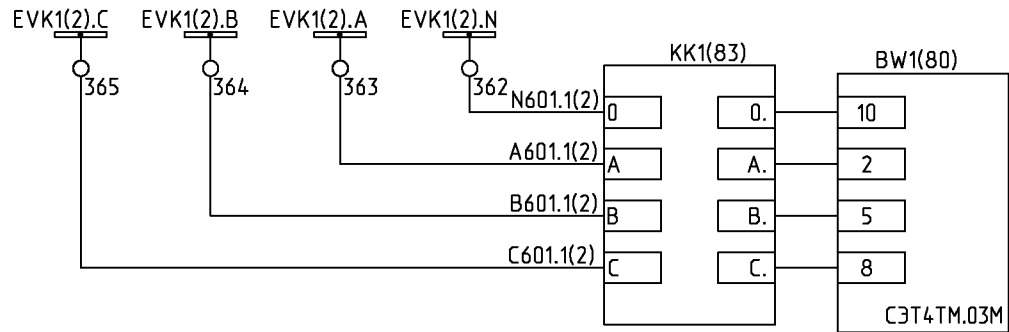 EVK1(2).C EVK1(2).B EVK1(2).A EVK1(2).N
KK1(83) BW1(80)
365 364 363 362
N601.1(2) 0 0. 10
A601.1(2) A A. 2
B601.1(2) B B. 5
C601.1(2) C C. 8
СЭТ4ТМ.03М